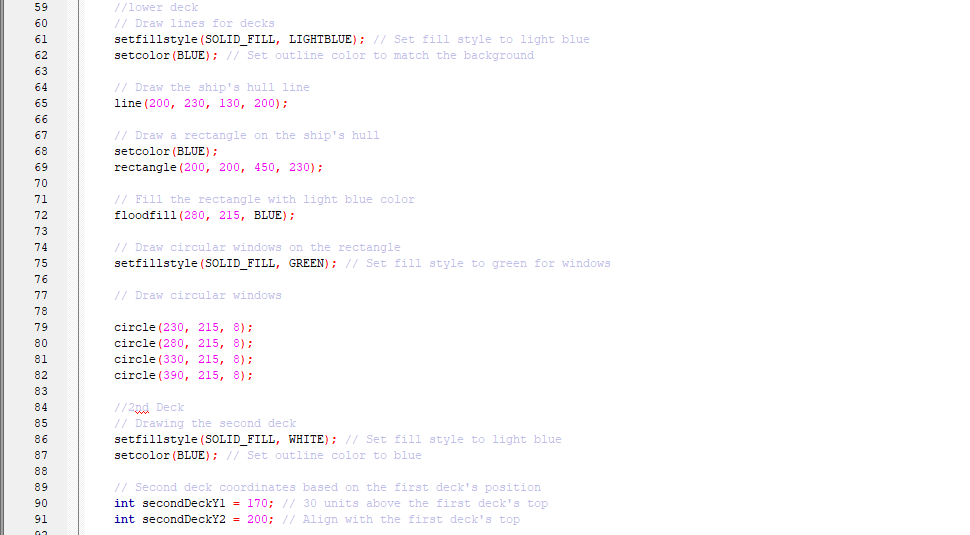 59 //lower deck
60 // Draw lines for decks
61 setfillstyle(SOLID_FILL, LIGHTBLUE); // Set fill style to light blue
62 setcolor(BLUE); // Set outline color to match the background
63
64 // Draw the ship's hull line
65 line(200, 230, 130, 200);
66
67 // Draw a rectangle on the ship's hull
68 setcolor(BLUE);
69 rectangle(200, 200, 450, 230);
70
71 // Fill the rectangle with light blue color
72 floodfill(280, 215, BLUE);
73
74 // Draw circular windows on the rectangle
75 setfillstyle(SOLID_FILL, GREEN); // Set fill style to green for windows
76
77 // Draw circular windows
78
79 circle(230, 215, 8);
80 circle(280, 215, 8);
81 circle(330, 215, 8);
82 circle(390, 215, 8);
83
84 //2nd Deck
85 // Drawing the second deck
86 setfillstyle(SOLID_FILL, WHITE); // Set fill style to light blue
87 setcolor(BLUE); // Set outline color to blue
88
89 // Second deck coordinates based on the first deck's position
90 int secondDeckY1 = 170; // 30 units above the first deck's top
91 int secondDeckY2 = 200; // Align with the first deck's top
92